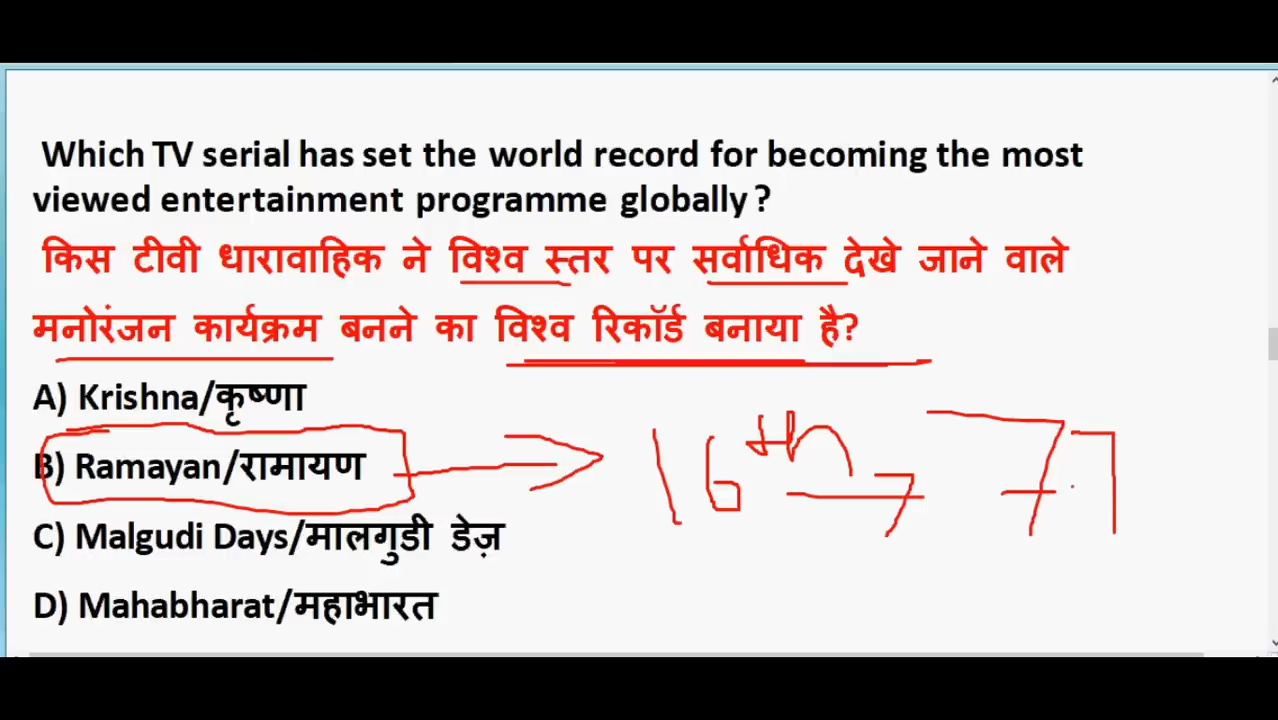 Which TV serial has set the world record for becoming the most
viewed entertainment programme globally ?
किस टीवी धारावाहिक ने विश्व स्तर पर सर्वाधिक देखे जाने वाले
मनोरंजन कार्यक्रम बनने का विश्व रिकॉर्ड बनाया है?
A) Krishna/कृष्णा
B) Ramayan/रामायण
16th 7 77
C) Malgudi Days/मालगुडी डेज़
D) Mahabharat/महाभारत